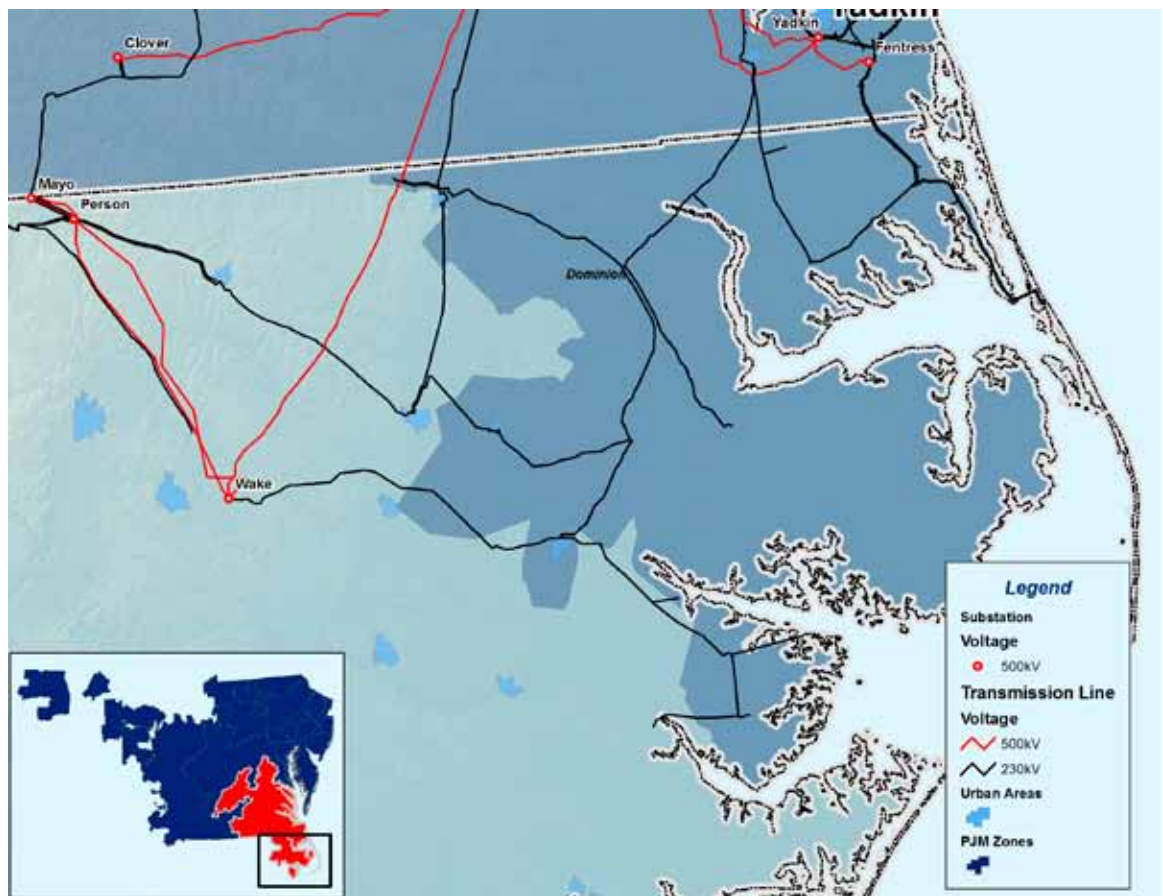 Yadkin
Yadkin
Clover
Fentress
Mayo
Person
Dominion
Wake
Legend
Substation
Voltage
500kV
Transmission Line
Voltage
500kV
230kV
Urban Areas
PJM Zones